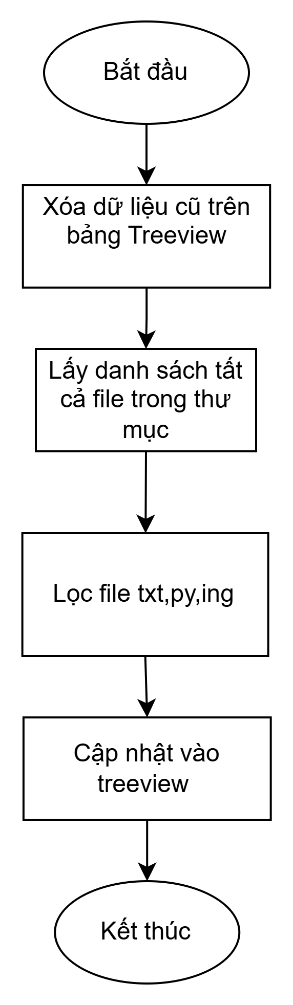 Bắt đầu
Xóa dữ liệu cũ trên
bảng Treeview
Lấy danh sách tất
cả file trong thư
mục
Lọc file txt,py,ing
Cập nhật vào
treeview
Kết thúc